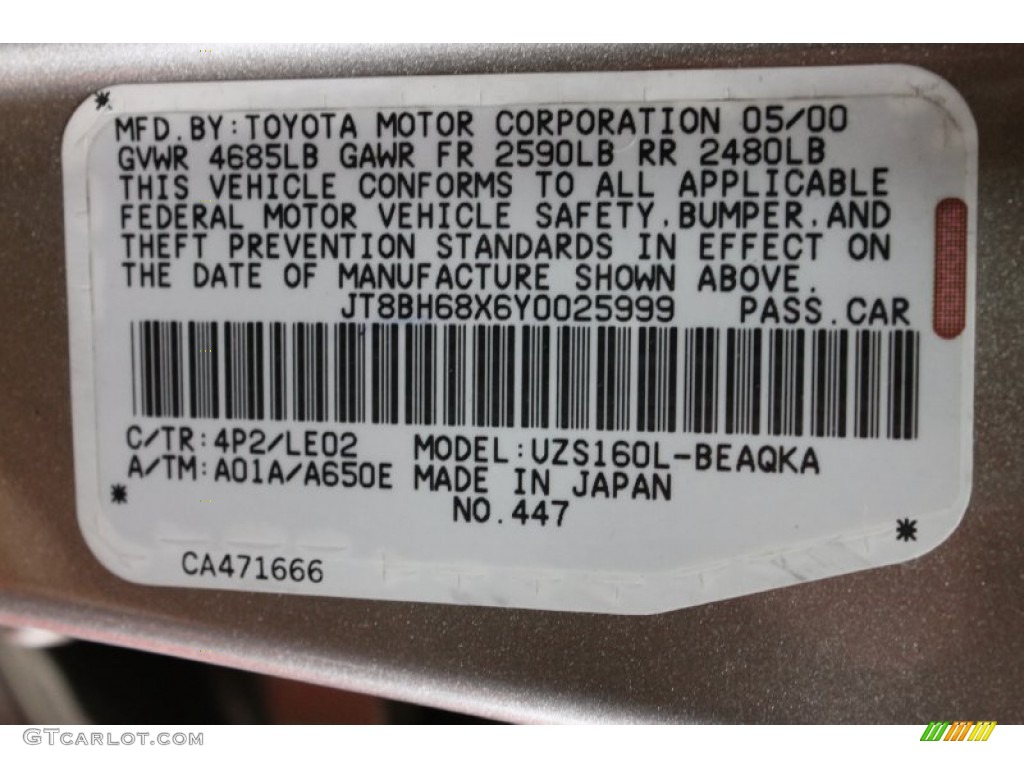 MFD.BY:TOYOTA MOTOR CORPORATION 05/00
GVWR 4685LB GAWR FR 2590LB RR 2480LB
THIS VEHICLE CONFORMS TO ALL APPLICABLE
FEDERAL MOTOR VEHICLE SAFETY,BUMPER,AND
THEFT PREVENTION STANDARDS IN EFFECT ON
THE DATE OF MANUFACTURE SHOWN ABOVE.
JT8BH68X6Y0025999 PASS.CAR
C/TR:4P2/LE02 MODEL:UZS160L-BEAQKA
A/TM:A01A/A650E MADE IN JAPAN
NO.447
CA471666
©GTCarlot.com